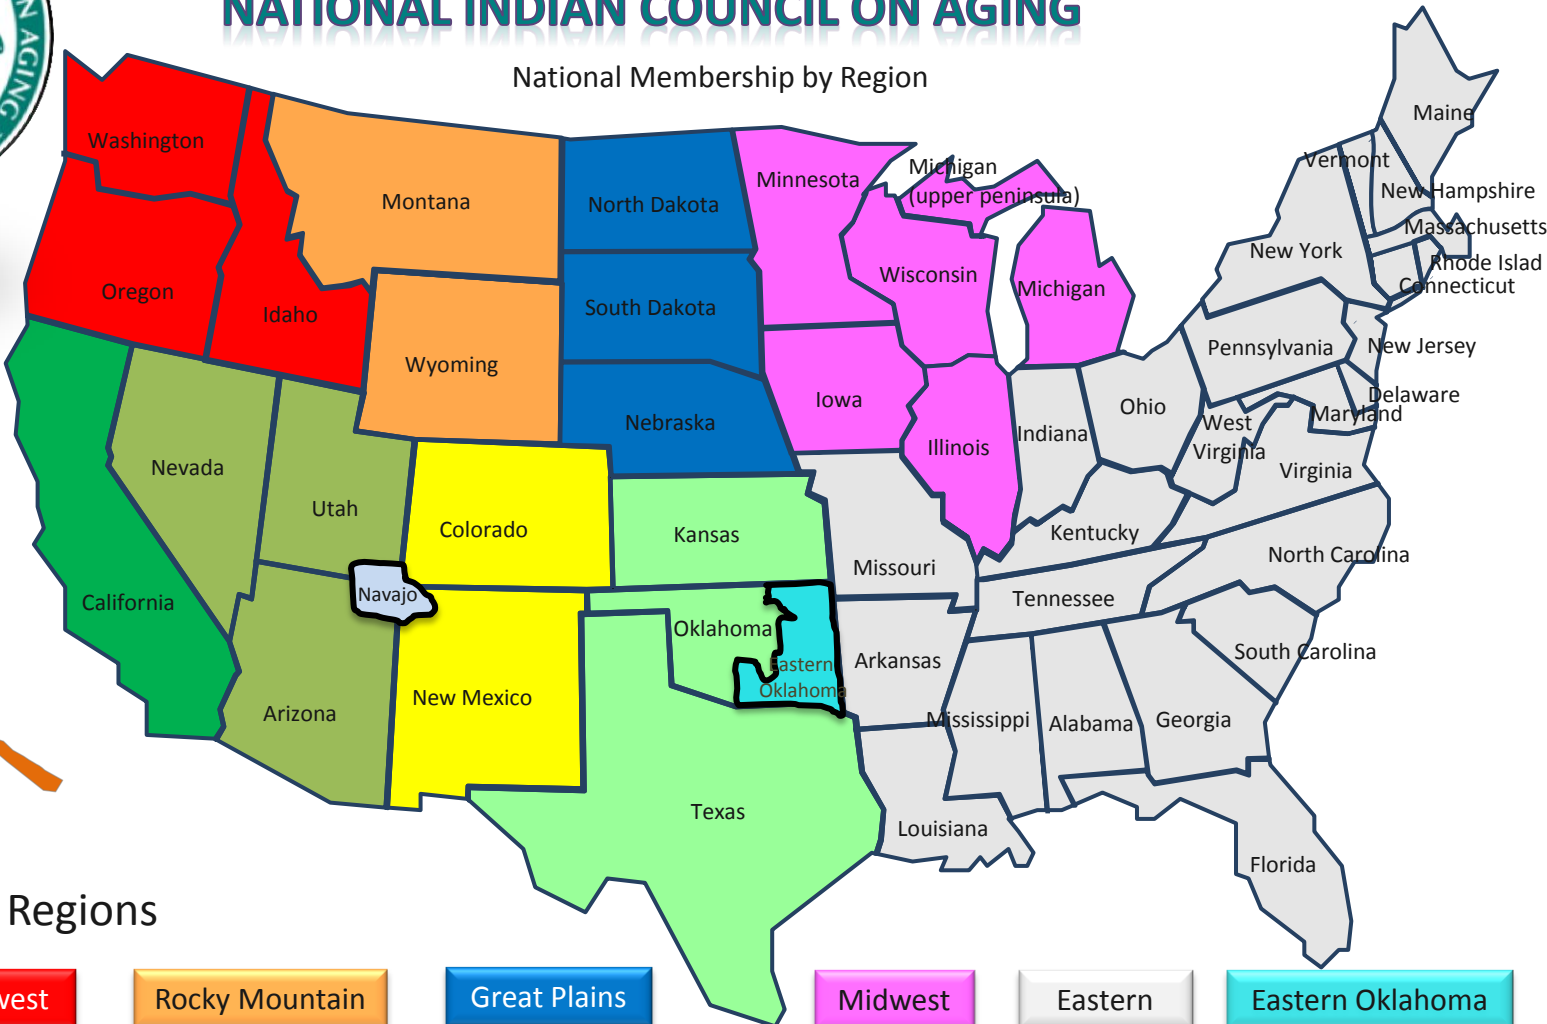 NATIONAL INDIAN COUNCIL ON AGING
N AGING
National Membership by Region
Maine
Washington
Vermont
Michigan
(upper peninsula)
Minnesota
New Hampshire
Montana
North Dakota
Massachusetts
New York
Rhode Islad
Wisconsin
Connecticut
Oregon
Michigan
Idaho
South Dakota
New Jersey
Pennsylvania
Wyoming
Delaware
Iowa
Ohio
Maryland
Nebraska
West
Virginia
Indiana
Illinois
Nevada
Virginia
Utah
Colorado
Kansas
Kentucky
North Carolina
Missouri
Navajo
California
Tennessee
Oklahoma
South Carolina
Eastern
Oklahoma
Arkansas
New Mexico
Arizona
Mississippi
Alabama
Georgia
Texas
Louisiana
Florida
Regions
west
Rocky Mountain
Great Plains
Midwest
Eastern
Eastern Oklahoma